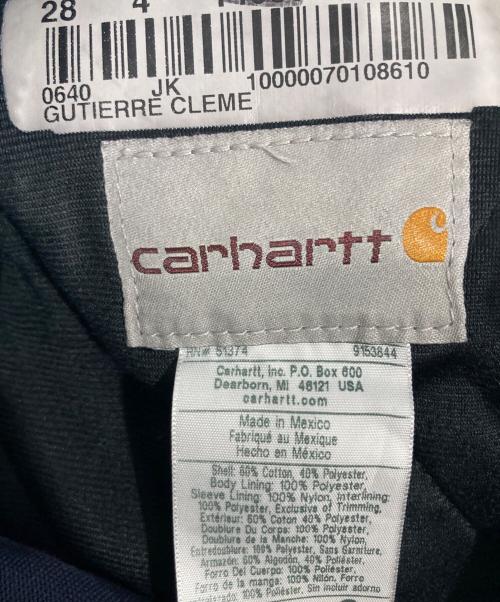 28 4
0640 JK 10000070108610
GUTIERRE CLEME
carhartt
RN# 51374 9153844
Carhartt, Inc. P.O. Box 600
Dearborn, MI 48121 USA
carhartt.com
Made in Mexico
Fabriqué au Mexique
Hecho en México
Shell: 60% Cotton, 40% Polyester,
Body Lining: 100% Polyester,
Sleeve Lining: 100% Nylon, Interlining:
100% Polyester, Exclusive of Trimming,
Extérieur: 60% Coton 40% Polyester,
Doublure Du Corps: 100% Polyester,
Doublure de la Manche: 100% Nylon,
Entredoublure: 100% Polyester, Sans Garniture,
Armazón: 60% Algodón, 40% Poliéster,
Forro Del Cuerpo: 100% Poliéster,
Forro de la manga: 100% Nilón, Forro
100% Poliéster, Sin incluir adorno